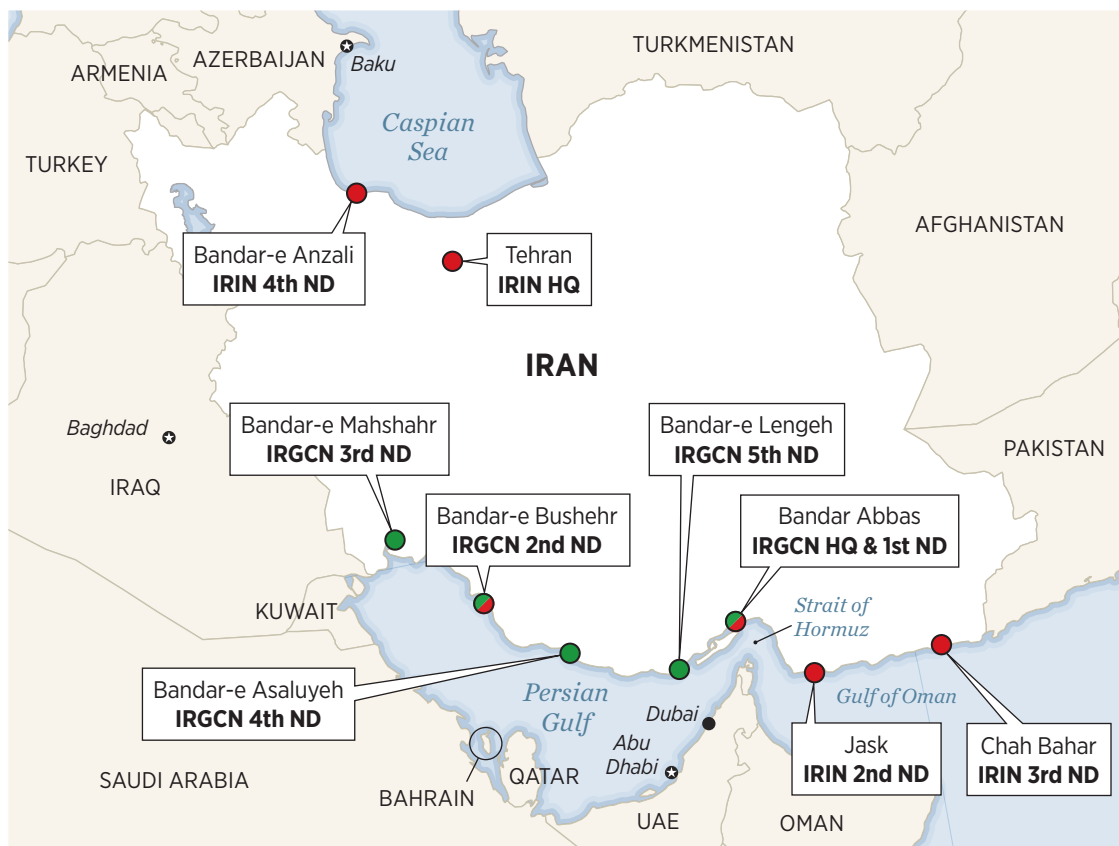 TURKMENISTAN
AZERBAIJAN
Baku
ARMENIA
Caspian
Sea
TURKEY
AFGHANISTAN
Bandar-e Anzali
IRIN 4th ND
Tehran
IRIN HQ
IRAN
Baghdad
IRAQ
Bandar-e Mahshahr
IRGCN 3rd ND
Bandar-e Lengeh
IRGCN 5th ND
PAKISTAN
Bandar-e Bushehr
IRGCN 2nd ND
Bandar Abbas
IRGCN HQ & 1st ND
KUWAIT
Strait of
Hormuz
Bandar-e Asaluyeh
IRGCN 4th ND
Persian
Gulf
Gulf of Oman
Dubai
Abu
Dhabi
Jask
IRIN 2nd ND
Chah Bahar
IRIN 3rd ND
SAUDI ARABIA
BAHRAIN
QATAR
UAE
OMAN